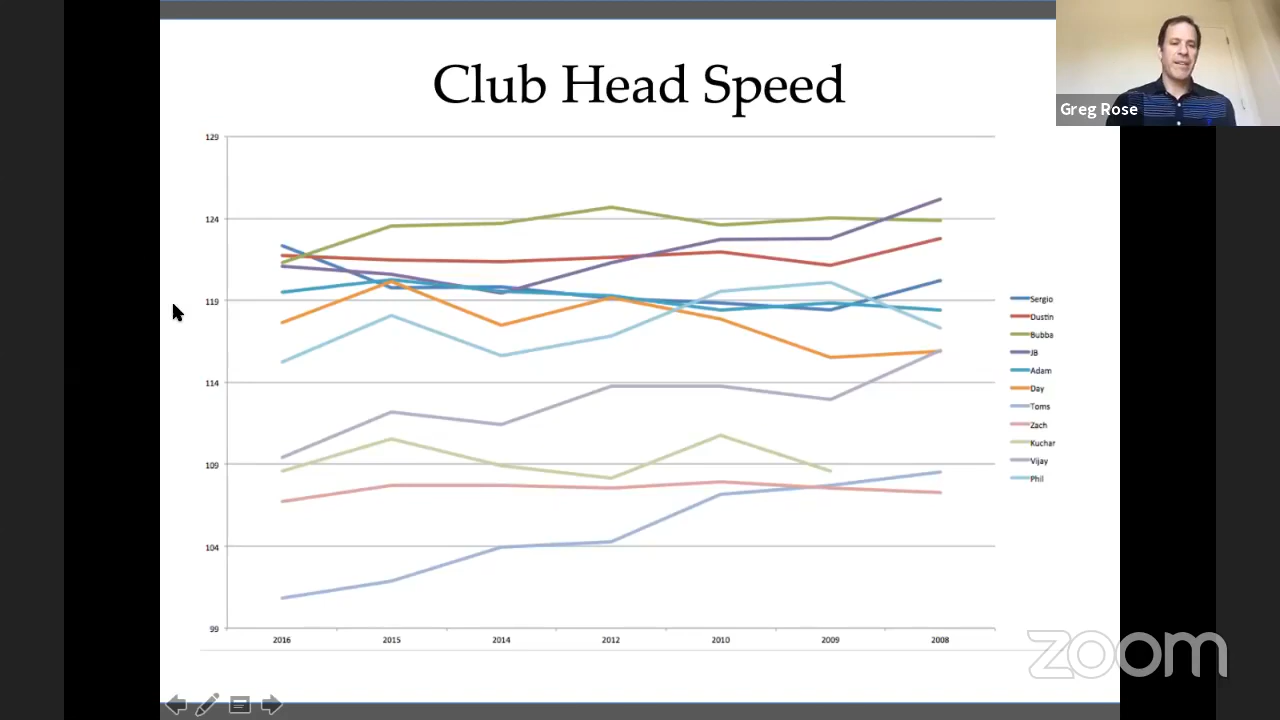 Club Head Speed
Greg Rose
129
124
119
114
109
104
99
2016 2015 2014 2012 2010 2009 2008
Sergio
Dustin
Bubba
JB
Adam
Day
Toms
Zach
Kuchar
Vijay
Phil
zoom